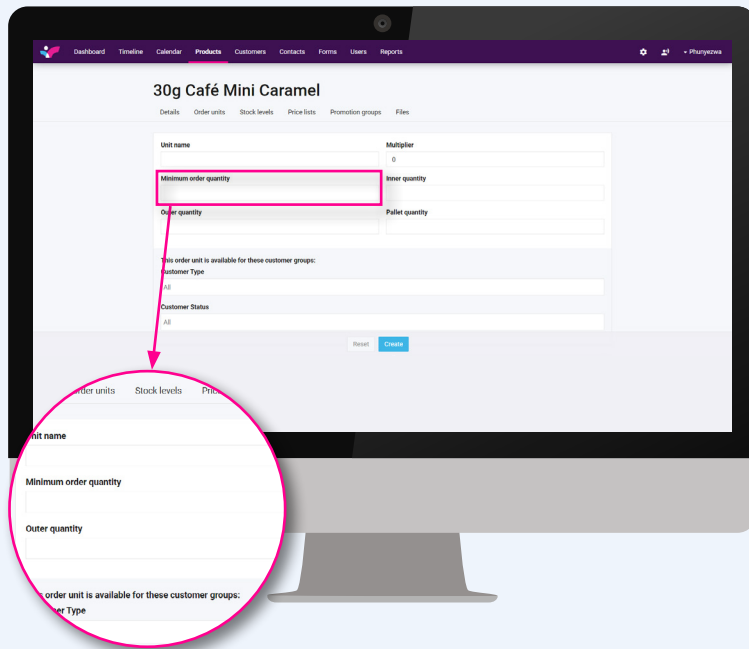 Dashboard Timeline Calendar Products Customers Contacts Forms Users Reports Phunyezwa
30g Café Mini Caramel
Details Order units Stock levels Price lists Promotion groups Files
Unit name Multiplier
0
Minimum order quantity Inner quantity
Outer quantity Pallet quantity
This order unit is available for these customer groups:
Customer Type
All
Customer Status
All
Reset Create
order units Stock levels Price
Unit name
Minimum order quantity
Outer quantity
order unit is available for these customer groups:
er Type